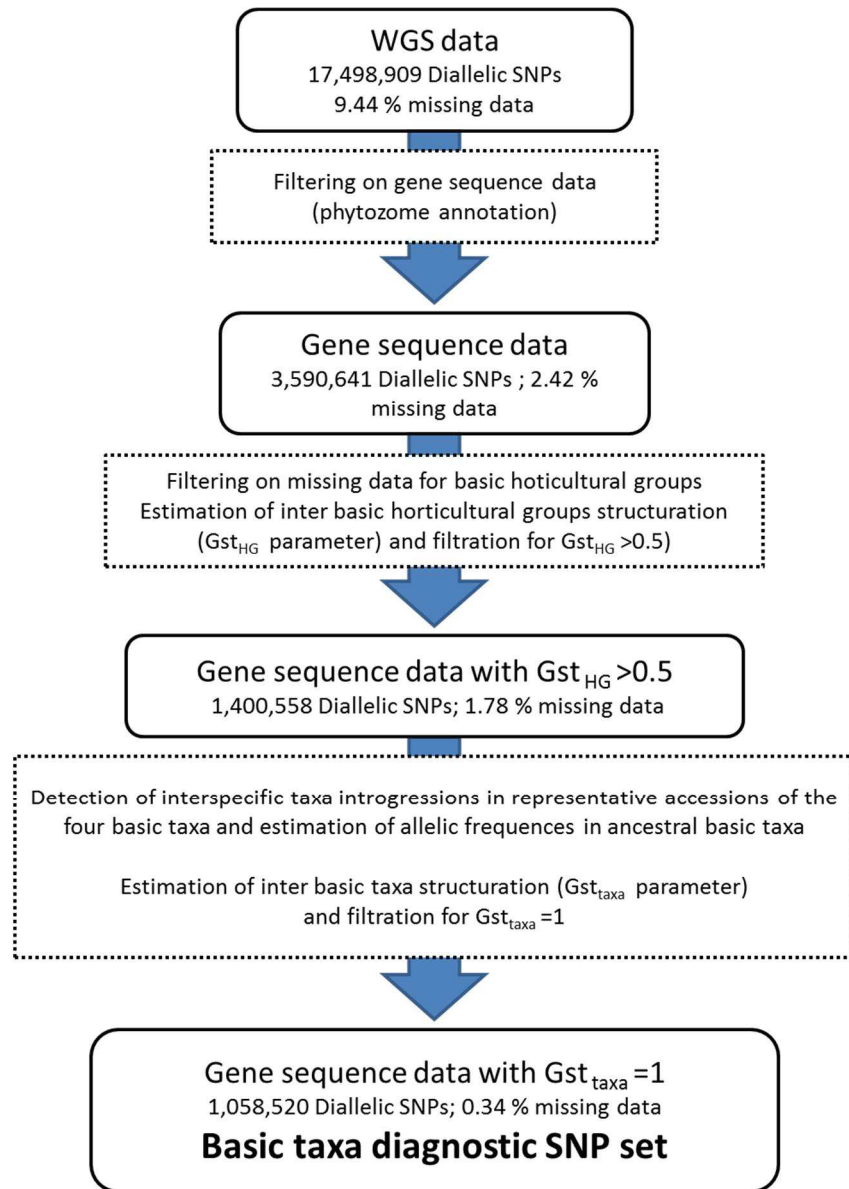 WGS data
17,498,909 Diallelic SNPs
9.44 % missing data
Filtering on gene sequence data
(phytozome annotation)
Gene sequence data
3,590,641 Diallelic SNPs ; 2.42 %
missing data
Filtering on missing data for basic hoticultural groups
Estimation of inter basic horticultural groups structuration
(Gst_HG parameter) and filtration for Gst_HG >0.5)
Gene sequence data with Gst_HG >0.5
1,400,558 Diallelic SNPs; 1.78 % missing data
Detection of interspecific taxa introgressions in representative accessions of the
four basic taxa and estimation of allelic frequences in ancestral basic taxa
Estimation of inter basic taxa structuration (Gst_taxa parameter)
and filtration for Gst_taxa =1
Gene sequence data with Gst_taxa =1
1,058,520 Diallelic SNPs; 0.34 % missing data
Basic taxa diagnostic SNP set